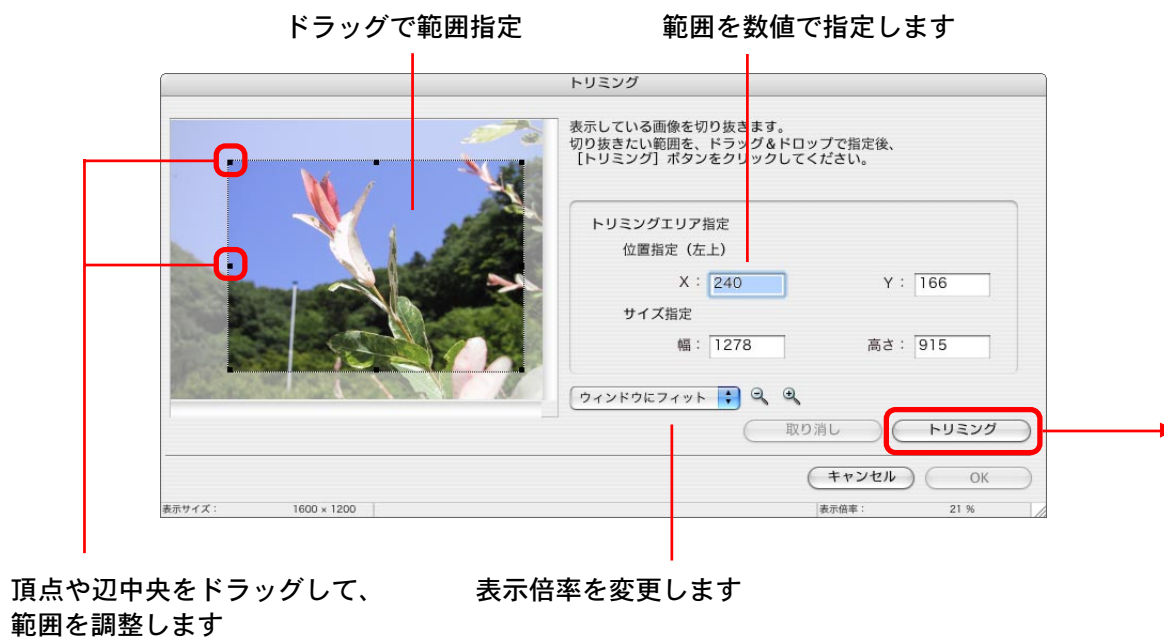 ドラッグで範囲指定
範囲を数値で指定します
トリミング
表示している画像を切り抜きます。
切り抜きたい範囲を、ドラッグ&ドロップで指定後、
［トリミング］ボタンをクリックしてください。
トリミングエリア指定
位置指定（左上）
X： 240 Y： 166
サイズ指定
幅： 1278 高さ： 915
ウィンドウにフィット
取り消し トリミング
キャンセル OK
表示サイズ： 1600 × 1200 表示倍率： 21 %
頂点や辺中央をドラッグして、
範囲を調整します
表示倍率を変更します